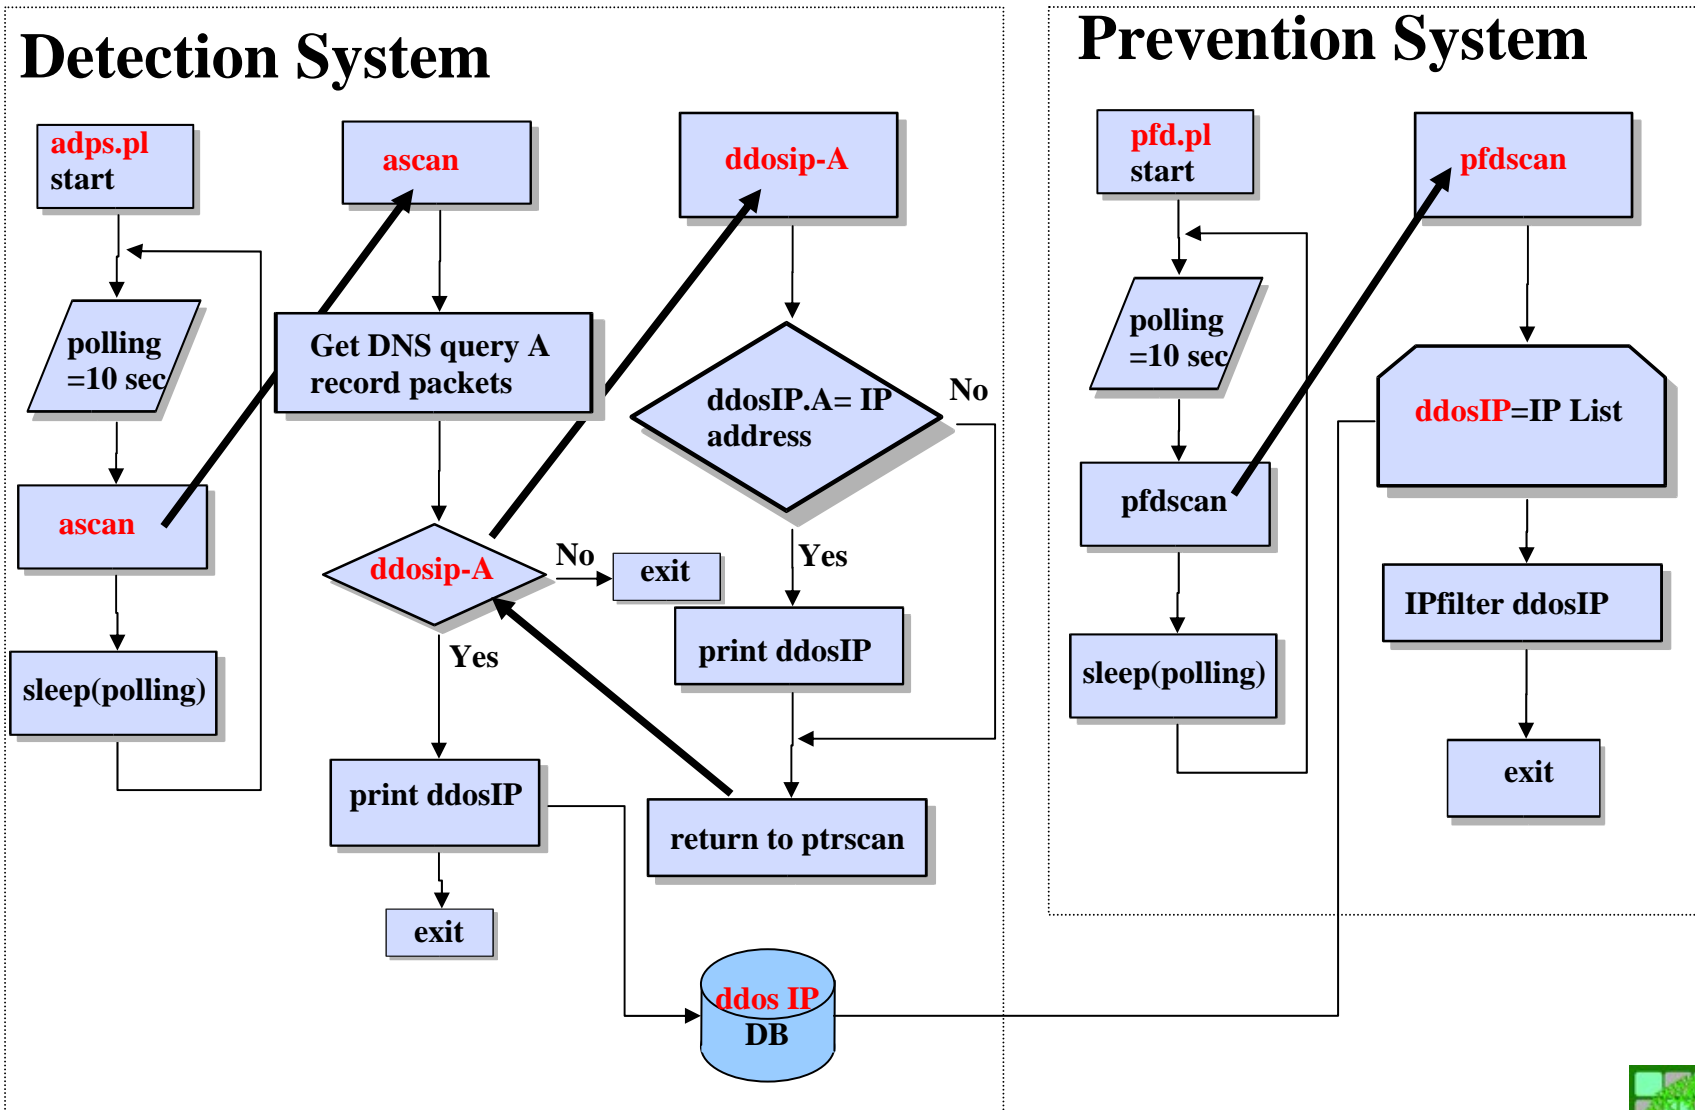 Detection System
adps.pl
start
polling
=10 sec
ascan
sleep(polling)
ascan
Get DNS query A
record packets
ddosip-A
No
exit
Yes
print ddosIP
exit
ddosip-A
ddosIP.A= IP
address
No
Yes
print ddosIP
return to ptrscan
ddos IP
DB
Prevention System
pfd.pl
start
polling
=10 sec
pfdscan
sleep(polling)
pfdscan
ddosIP=IP List
IPfilter ddosIP
exit